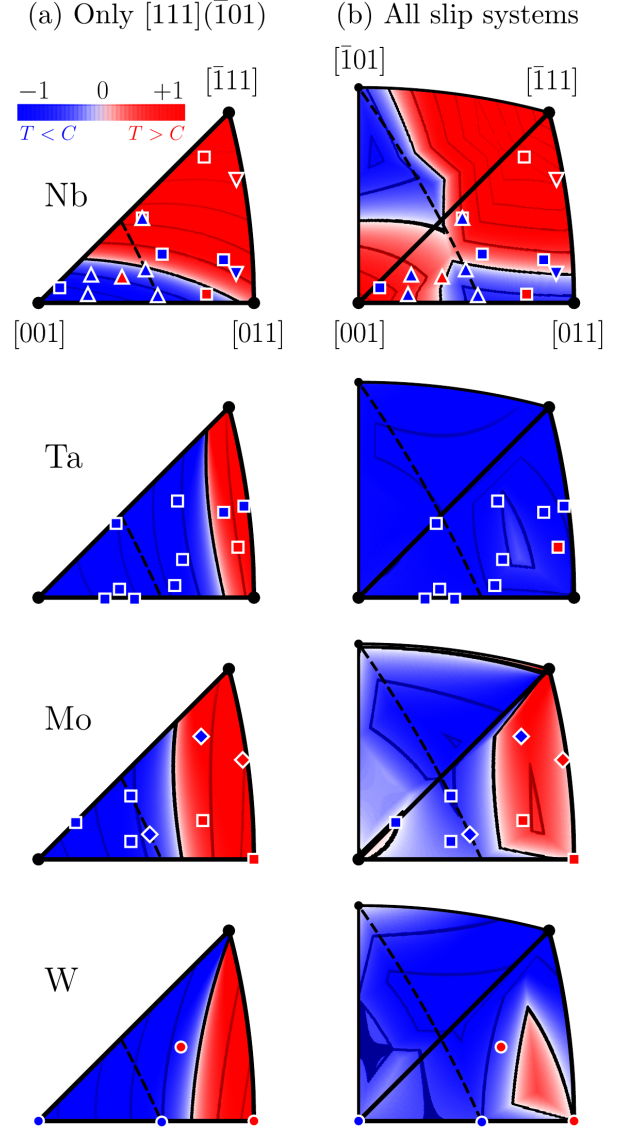 (a) Only [111](1̄01)
(b) All slip systems
−1 0 +1
T < C T > C
[1̄11]
[1̄01]
[1̄11]
Nb
[001]
[011]
[001]
[011]
Ta
Mo
W